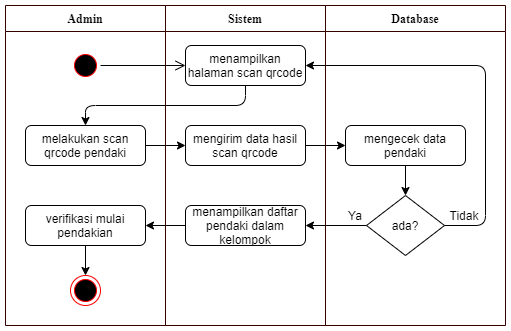 Admin
Sistem
Database
menampilkan
halaman scan qrcode
melakukan scan
qrcode pendaki
mengirim data hasil
scan qrcode
mengecek data
pendaki
verifikasi mulai
pendakian
menampilkan daftar
pendaki dalam
kelompok
Ya
ada?
Tidak